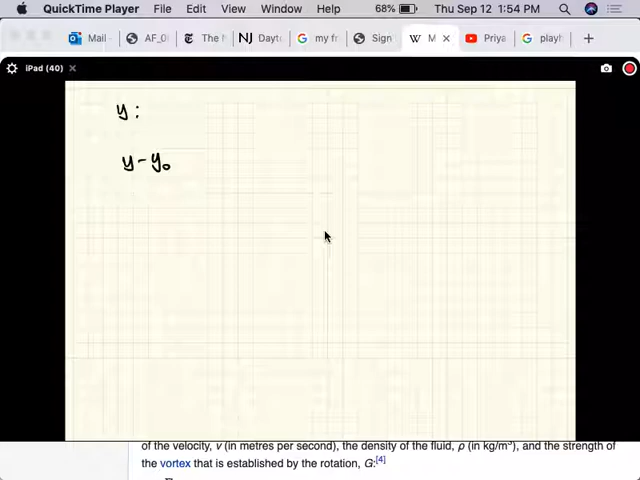 QuickTime Player File Edit View Window Help 68% Thu Sep 12 1:54 PM
Mail - AF_0 The N Dayt my fr Sign W M Priya playh
iPad (40)
y:
y-y₀
of the velocity, v (in metres per second), the density of the fluid, ρ (in kg/m³), and the strength of
the vortex that is established by the rotation, G:[4]